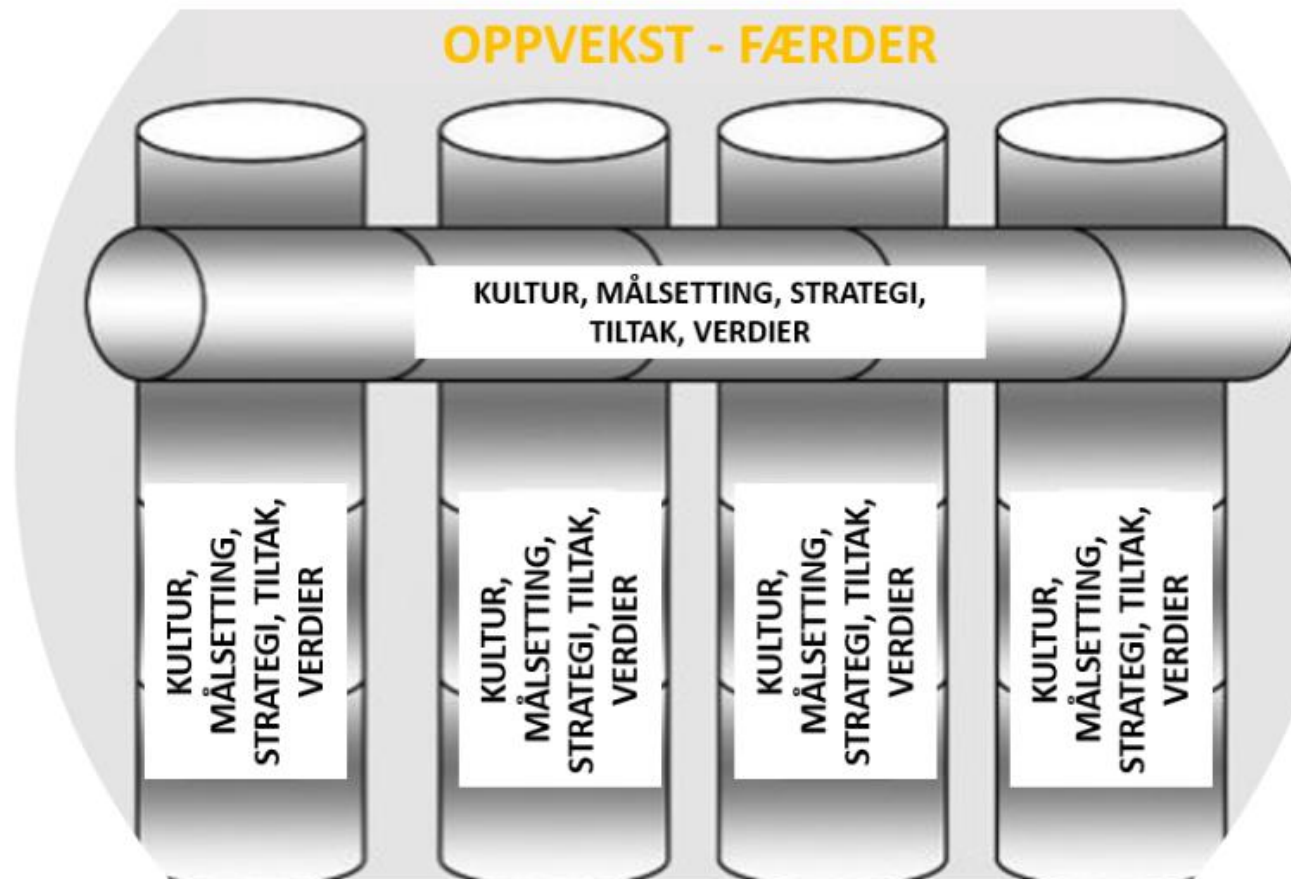 OPPVEKST - FÆRDER
KULTUR, MÅLSETTING, STRATEGI,
TILTAK, VERDIER
KULTUR,
MÅLSETTING,
STRATEGI, TILTAK,
VERDIER
KULTUR,
MÅLSETTING,
STRATEGI, TILTAK,
VERDIER
KULTUR,
MÅLSETTING,
STRATEGI, TILTAK,
VERDIER
KULTUR,
MÅLSETTING,
STRATEGI, TILTAK,
VERDIER